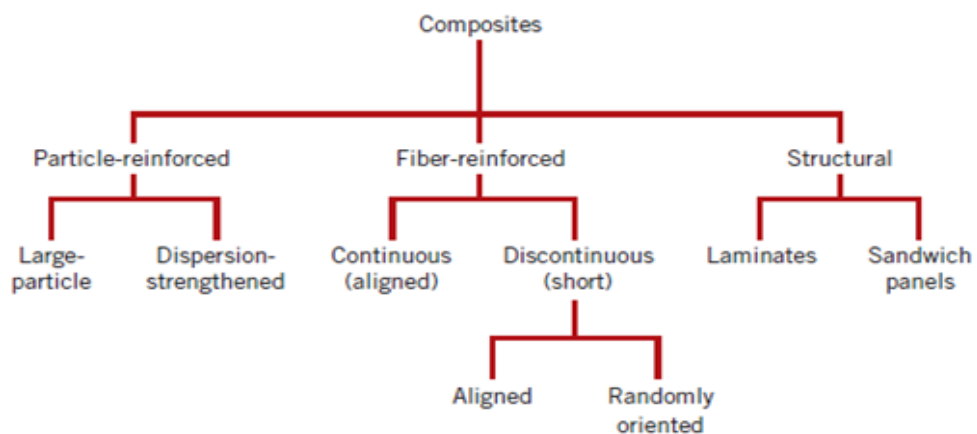 Composites
Particle-reinforced
Fiber-reinforced
Structural
Large-
particle
Dispersion-
strengthened
Continuous
(aligned)
Discontinuous
(short)
Laminates
Sandwich
panels
Aligned
Randomly
oriented